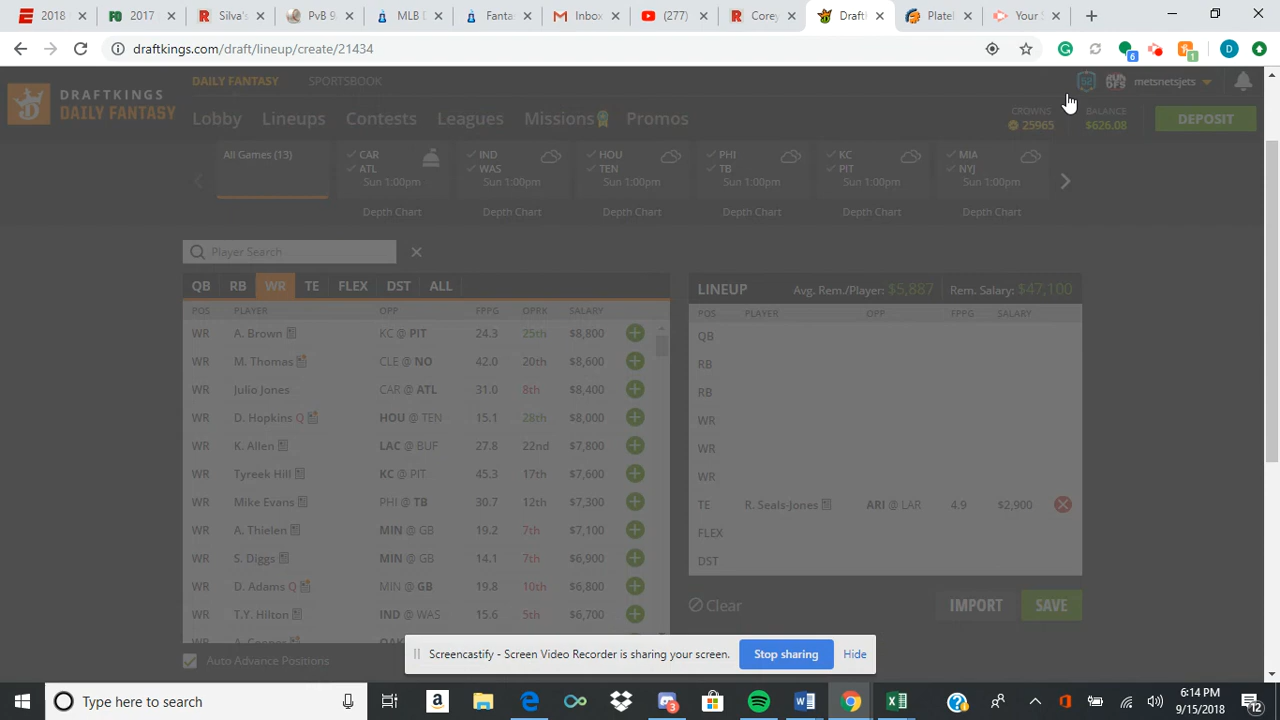 2018 F
2017 .
Silva's
PvB 9
MLB D
Fantas
Inbox
(277)
Corey
Draft
Platel
Your S
draftkings.com/draft/lineup/create/21434
6
1
D
DRAFTKINGS
DAILY FANTASY
DAILY FANTASY SPORTSBOOK
52 metsnetsjets
Lobby Lineups Contests Leagues Missions Promos
CROWNS
25965
BALANCE
$626.08
DEPOSIT
All Games (13)
CAR
ATL
Sun 1:00pm
Depth Chart
IND
WAS
Sun 1:00pm
Depth Chart
HOU
TEN
Sun 1:00pm
Depth Chart
PHI
TB
Sun 1:00pm
Depth Chart
KC
PIT
Sun 1:00pm
Depth Chart
MIA
NYJ
Sun 1:00pm
Depth Chart
Player Search
QB RB WR TE FLEX DST ALL
POS PLAYER OPP FPPG OPRK SALARY
WR A. Brown KC @ PIT 24.3 25th $8,800
WR M. Thomas CLE @ NO 42.0 20th $8,600
WR Julio Jones CAR @ ATL 31.0 8th $8,400
WR D. Hopkins Q HOU @ TEN 15.1 28th $8,000
WR K. Allen LAC @ BUF 27.8 22nd $7,800
WR Tyreek Hill KC @ PIT 45.3 17th $7,600
WR Mike Evans PHI @ TB 30.7 12th $7,300
WR A. Thielen MIN @ GB 19.2 7th $7,100
WR S. Diggs MIN @ GB 14.1 7th $6,900
WR D. Adams Q MIN @ GB 19.8 10th $6,800
WR T.Y. Hilton IND @ WAS 15.6 5th $6,700
Auto Advance Positions
LINEUP Avg. Rem./Player: $5,887 Rem. Salary: $47,100
POS PLAYER OPP FPPG SALARY
QB
RB
RB
WR
WR
WR
TE R. Seals-Jones ARI @ LAR 4.9 $2,900
FLEX
DST
Clear IMPORT SAVE
Screencastify - Screen Video Recorder is sharing your screen. Stop sharing Hide
Type here to search
3
6:14 PM
9/15/2018
12